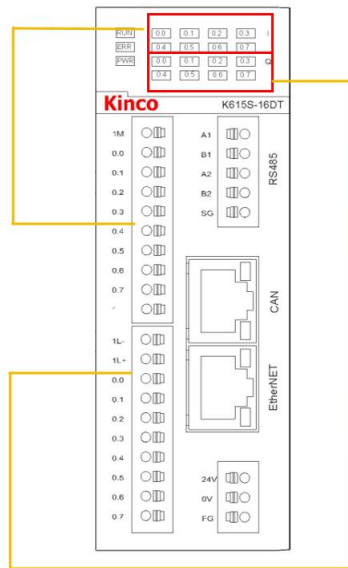 RUN 0.0 0.1 0.2 0.3 I
ERR 0.4 0.5 0.6 0.7
PWR 0.0 0.1 0.2 0.3 Q
0.4 0.5 0.6 0.7
Kinco K615S-16DT
1M
0.0
0.1
0.2
0.3
0.4
0.5
0.6
0.7
.
A1
B1
A2
B2
SG
RS485
CAN
EtherNET
1L-
1L+
0.0
0.1
0.2
0.3
0.4
0.5
0.6
0.7
24V
0V
FG